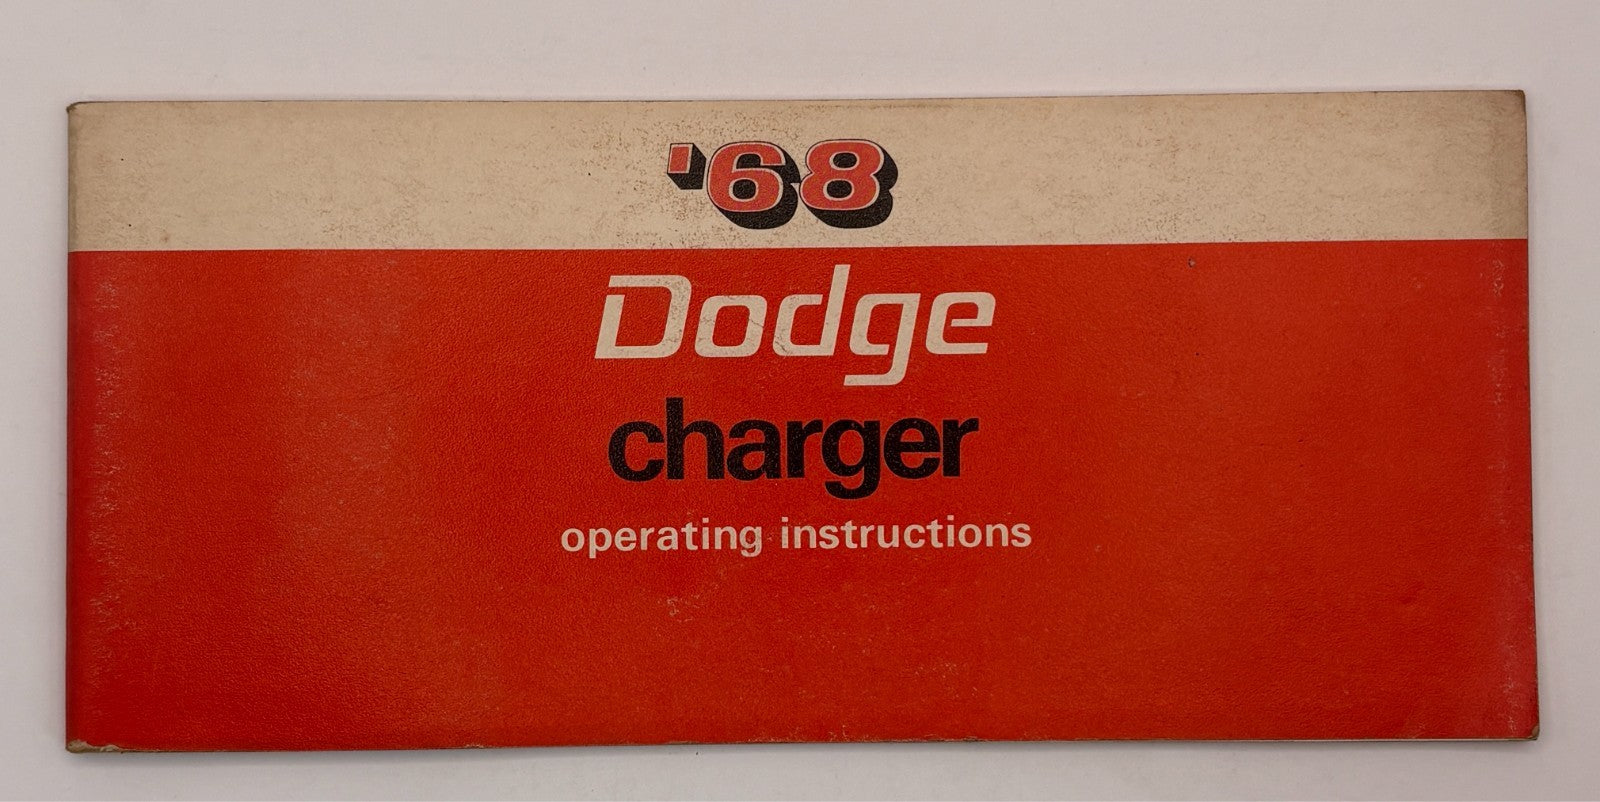 '68
Dodge
charger
operating instructions